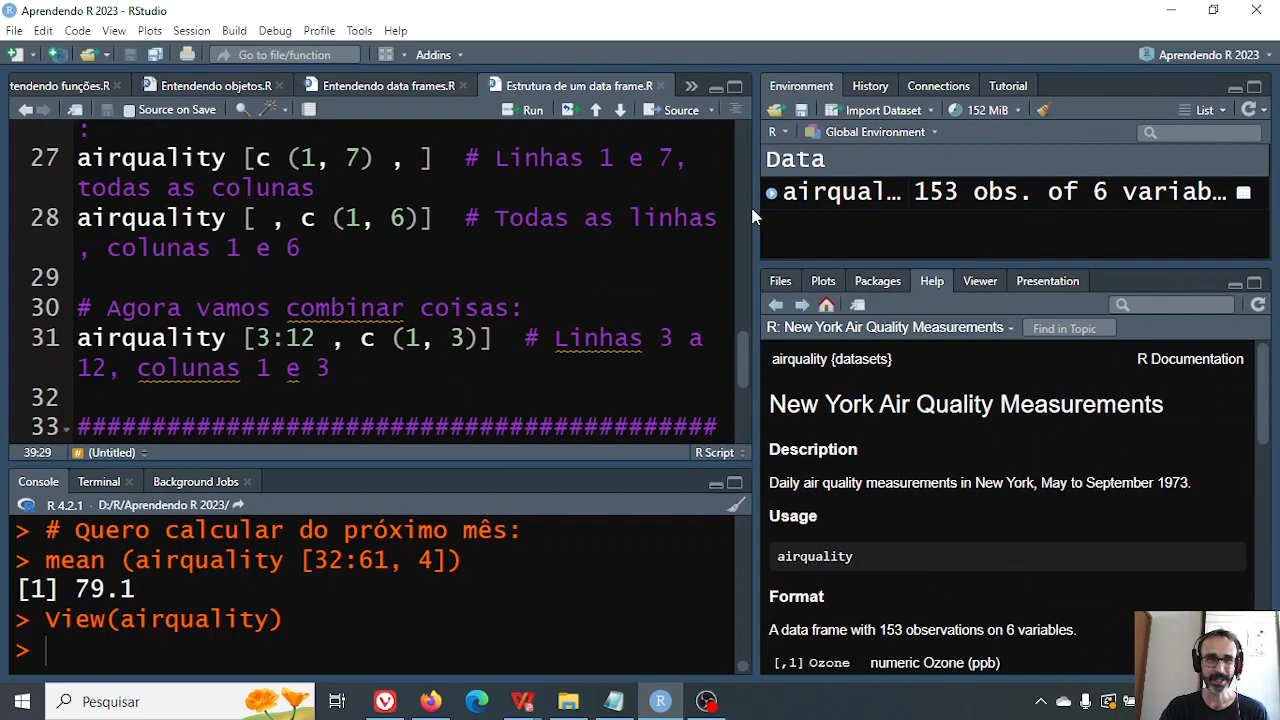 Aprendendo R 2023 - RStudio
File Edit Code View Plots Session Build Debug Profile Tools Help
Go to file/function Addins Aprendendo R 2023
tendendo funções.R Entendendo objetos.R Entendendo data frames.R Estrutura de um data frame.R
Source on Save Run Source
:
27 airquality [c (1, 7) , ] # Linhas 1 e 7,
todas as colunas
28 airquality [ , c (1, 6)] # Todas as linhas
, colunas 1 e 6
29
30 # Agora vamos combinar coisas:
31 airquality [3:12 , c (1, 3)] # Linhas 3 a
12, colunas 1 e 3
32
33 ###########################################
39:29 # (Untitled) R Script
Console Terminal Background Jobs
R 4.2.1 · D:/R/Aprendendo R 2023/
> # Quero calcular do próximo mês:
> mean (airquality [32:61, 4])
[1] 79.1
> View(airquality)
>
Environment History Connections Tutorial
Import Dataset 152 MiB List
R Global Environment
Data
airqual… 153 obs. of 6 variab…
Files Plots Packages Help Viewer Presentation
R: New York Air Quality Measurements Find in Topic
airquality {datasets} R Documentation
New York Air Quality Measurements
Description
Daily air quality measurements in New York, May to September 1973.
Usage
airquality
Format
A data frame with 153 observations on 6 variables.
[,1] Ozone numeric Ozone (ppb)
Pesquisar